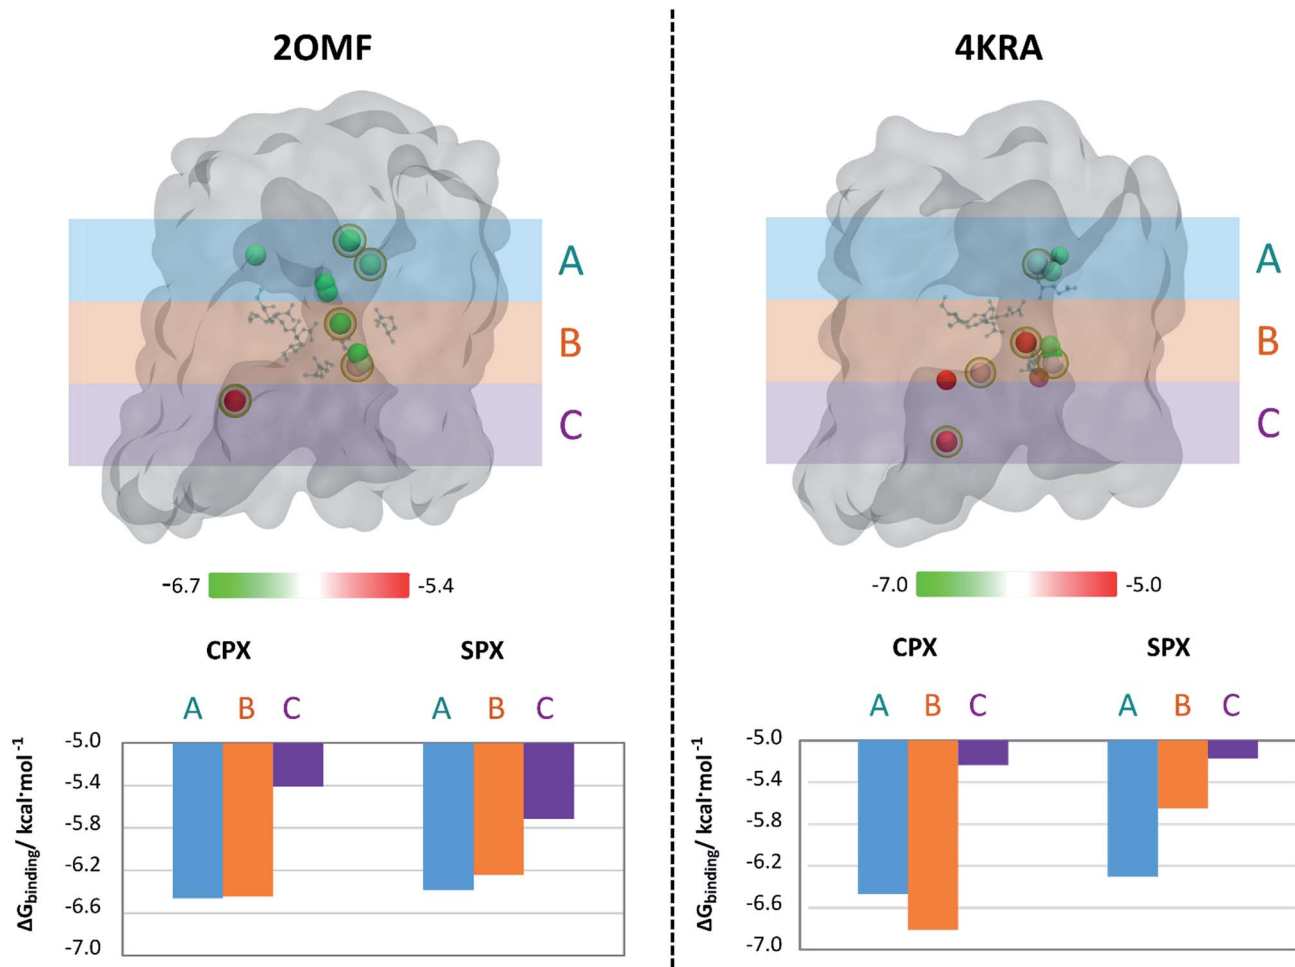 2OMF
4KRA
A
B
C
A
B
C
-6.7
-5.4
-7.0
-5.0
CPX
SPX
A B C
A B C
ΔGbinding/ kcal·mol-1
-5.0
-5.4
-5.8
-6.2
-6.6
-7.0
CPX
SPX
A B C
A B C
ΔGbinding/ kcal·mol-1
-5.0
-5.4
-5.8
-6.2
-6.6
-7.0